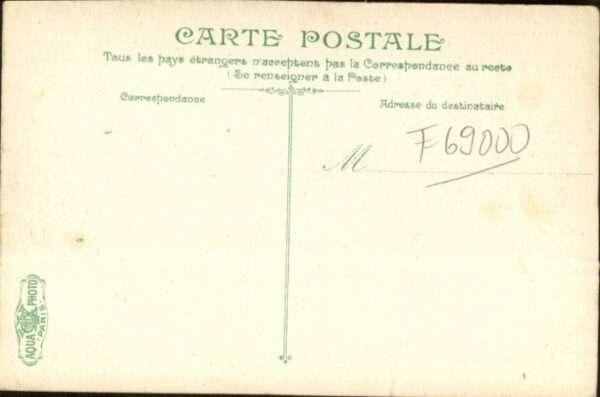 CARTE POSTALE
Tous les pays étrangers n'acceptent pas la Correspondance au recto
(Se renseigner à la Poste)
Correspondance
Adresse du destinataire
F69000
M
AQUA PHOTO
PARIS